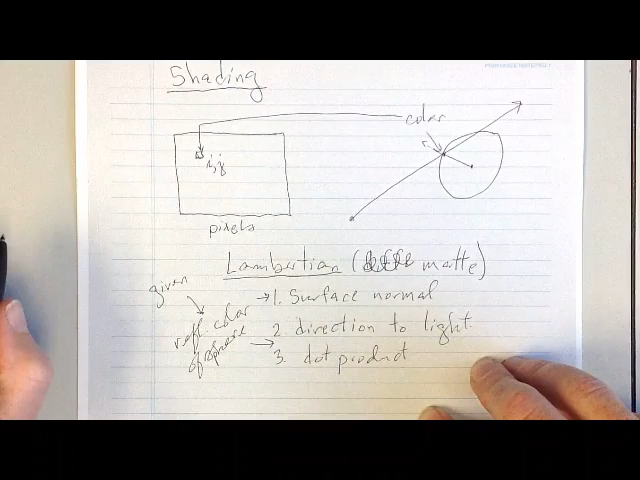 Shading
color
i,j
pixels
Lambertian ( matte)
given
1. Surface normal
refl. color
of sphere
2. direction to light
3. dot product